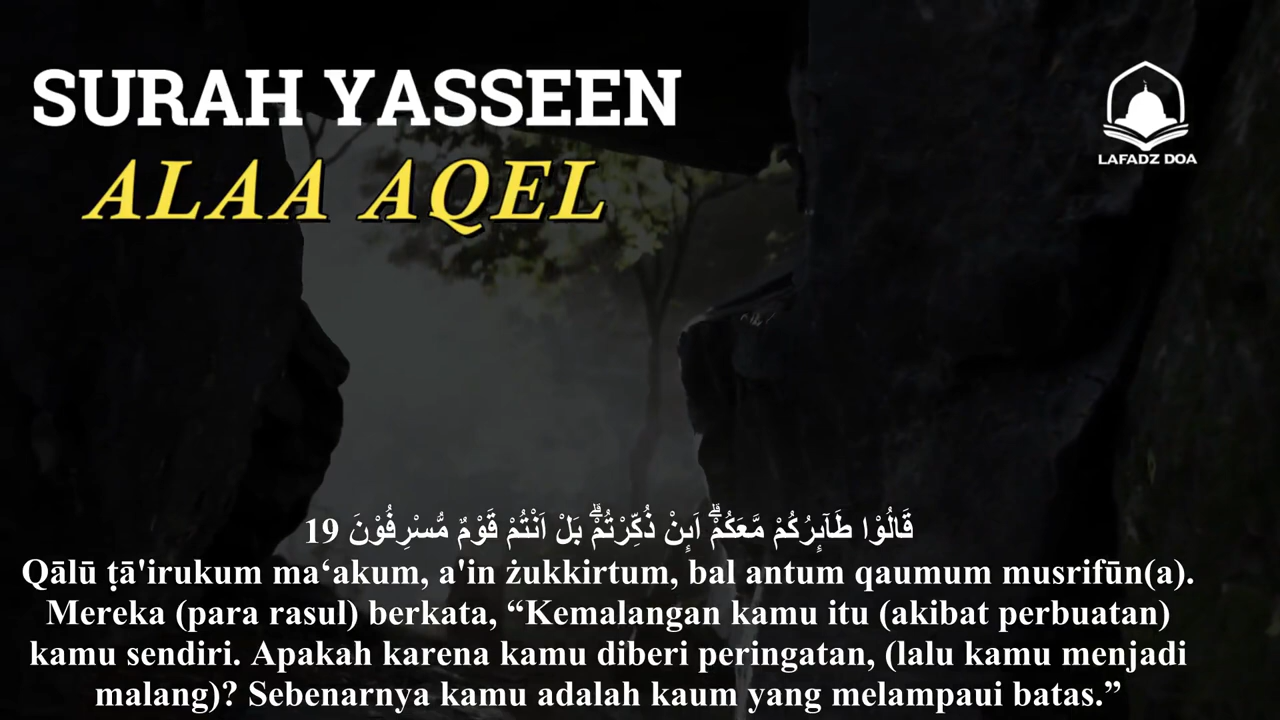 SURAH YASSEEN
ALAA AQEL
LAFADZ DOA
قَالُوْا طَاۤىِٕرُكُمْ مَّعَكُمْۗ اَىِٕنْ ذُكِّرْتُمْۗ بَلْ اَنْتُمْ قَوْمٌ مُّسْرِفُوْنَ 19
Qālū ṭā'irukum ma‘akum, a'in żukkirtum, bal antum qaumum musrifūn(a).
Mereka (para rasul) berkata, “Kemalangan kamu itu (akibat perbuatan)
kamu sendiri. Apakah karena kamu diberi peringatan, (lalu kamu menjadi
malang)? Sebenarnya kamu adalah kaum yang melampaui batas.”